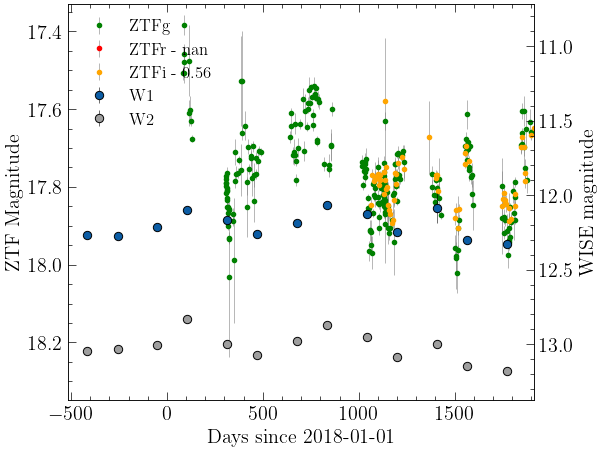 ZTFg
ZTFr - nan
ZTFi - 0.56
W1
W2
17.4
17.6
17.8
18.0
18.2
ZTF Magnitude
11.0
11.5
12.0
12.5
13.0
WISE magnitude
−500
0
500
1000
1500
Days since 2018-01-01